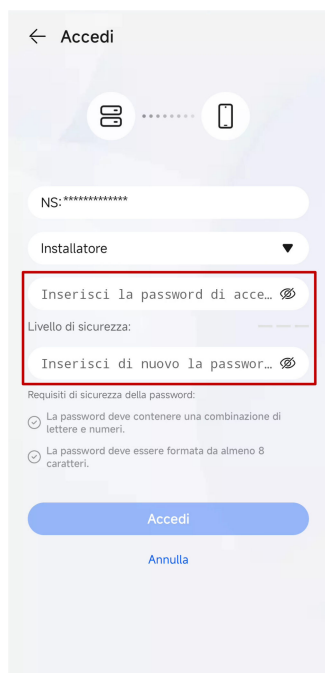 Accedi
NS:*************
Installatore
Inserisci la password di acce...
Livello di sicurezza:
Inserisci di nuovo la passwor...
Requisiti di sicurezza della password:
La password deve contenere una combinazione di
lettere e numeri.
La password deve essere formata da almeno 8
caratteri.
Accedi
Annulla